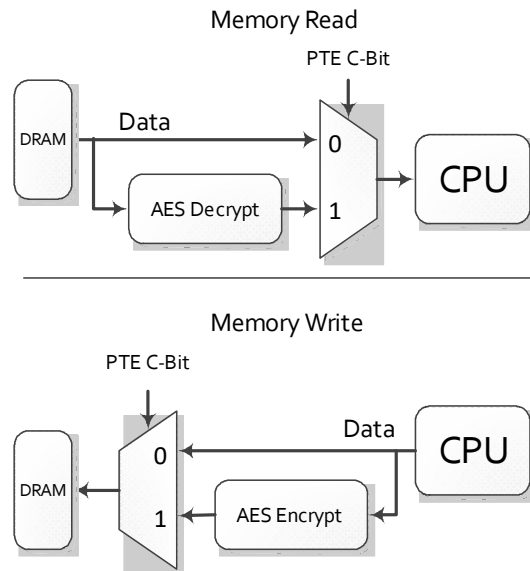 Memory Read
PTE C-Bit
DRAM
Data
0
CPU
AES Decrypt
1
Memory Write
PTE C-Bit
Data
CPU
0
DRAM
1
AES Encrypt